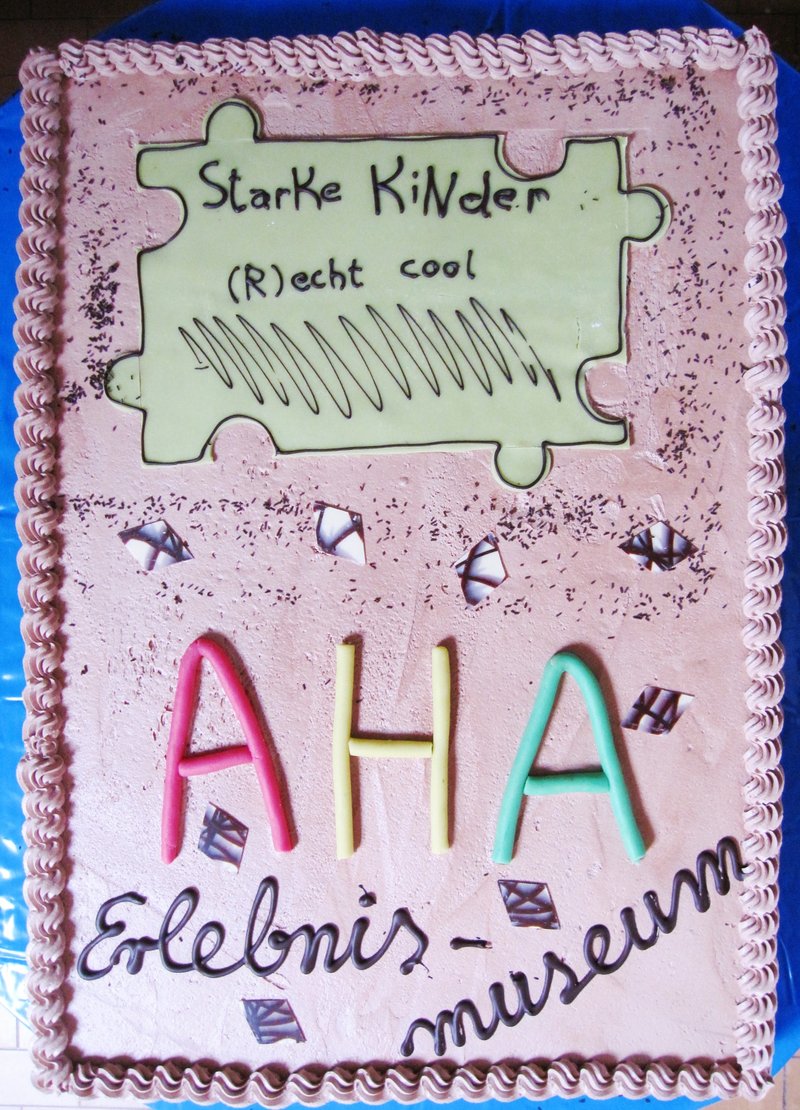 Starke Kinder
(R)echt cool
AHA
Erlebnis-
museum